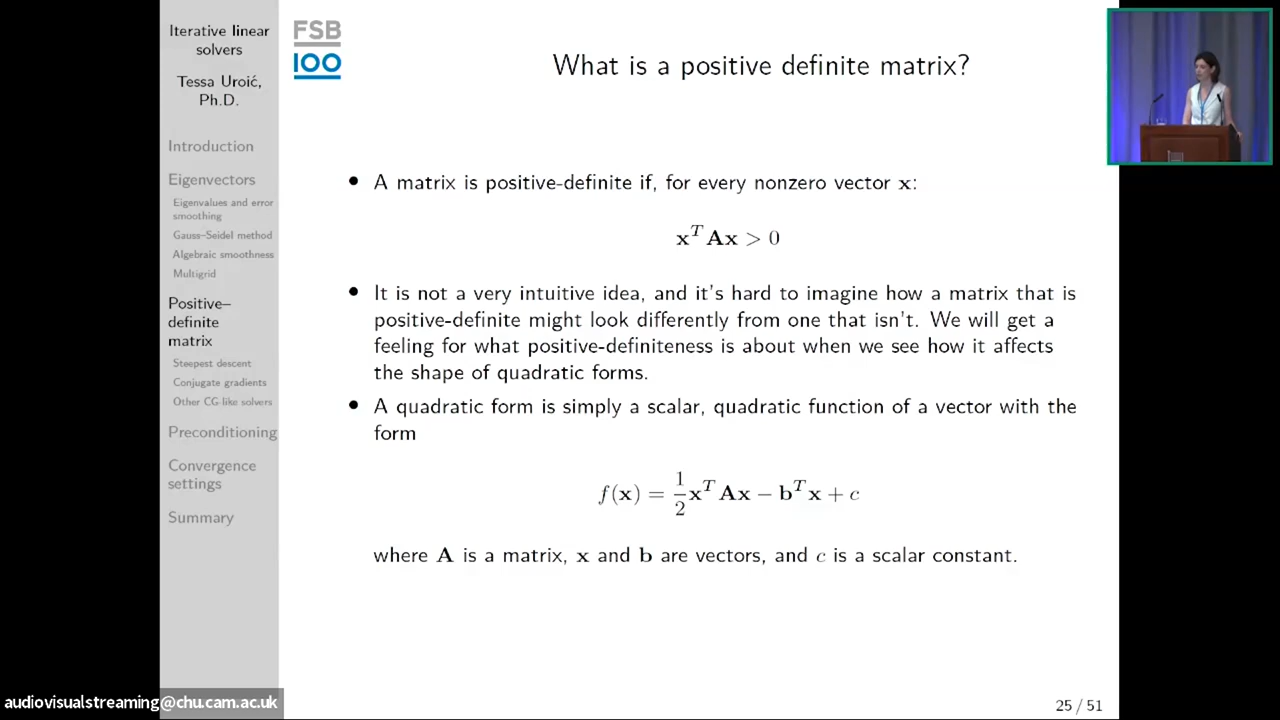 Iterative linear
solvers
Tessa Uroić,
Ph.D.
Introduction
Eigenvectors
Eigenvalues and error
smoothing
Gauss–Seidel method
Algebraic smoothness
Multigrid
Positive–
definite
matrix
Steepest descent
Conjugate gradients
Other CG-like solvers
Preconditioning
Convergence
settings
Summary
FSB
100
What is a positive definite matrix?
• A matrix is positive-definite if, for every nonzero vector x:
x^T Ax > 0
• It is not a very intuitive idea, and it's hard to imagine how a matrix that is
positive-definite might look differently from one that isn't. We will get a
feeling for what positive-definiteness is about when we see how it affects
the shape of quadratic forms.
• A quadratic form is simply a scalar, quadratic function of a vector with the
form
f(x) = 1/2 x^T Ax − b^T x + c
where A is a matrix, x and b are vectors, and c is a scalar constant.
audiovisualstreaming@chu.cam.ac.uk
25 / 51